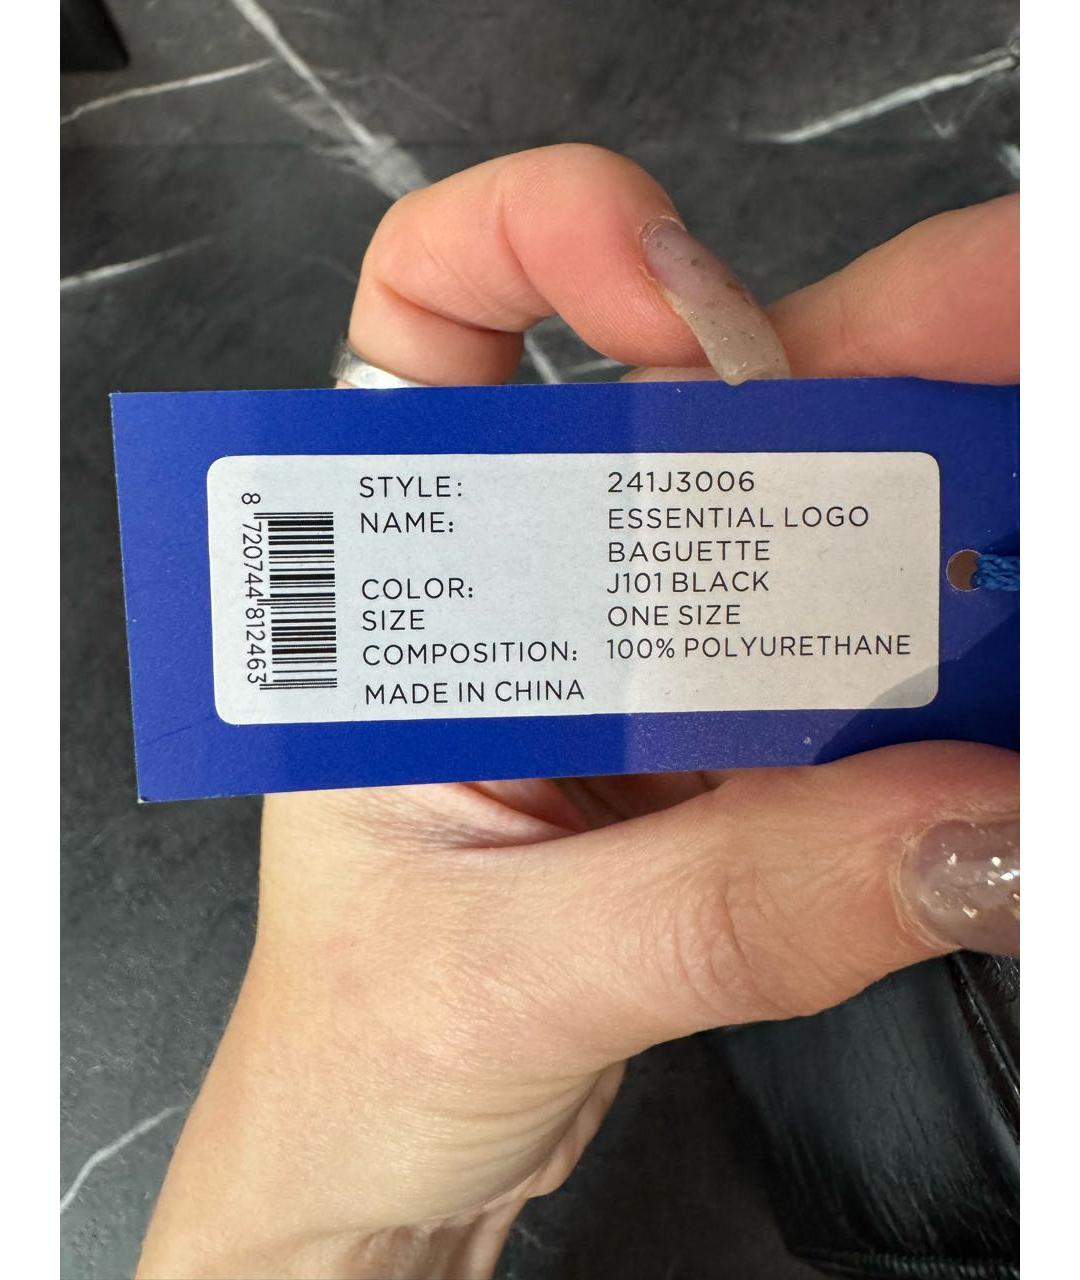 STYLE: 241J3006
NAME: ESSENTIAL LOGO
BAGUETTE
COLOR: J101 BLACK
SIZE ONE SIZE
COMPOSITION: 100% POLYURETHANE
MADE IN CHINA
8 720744 812463